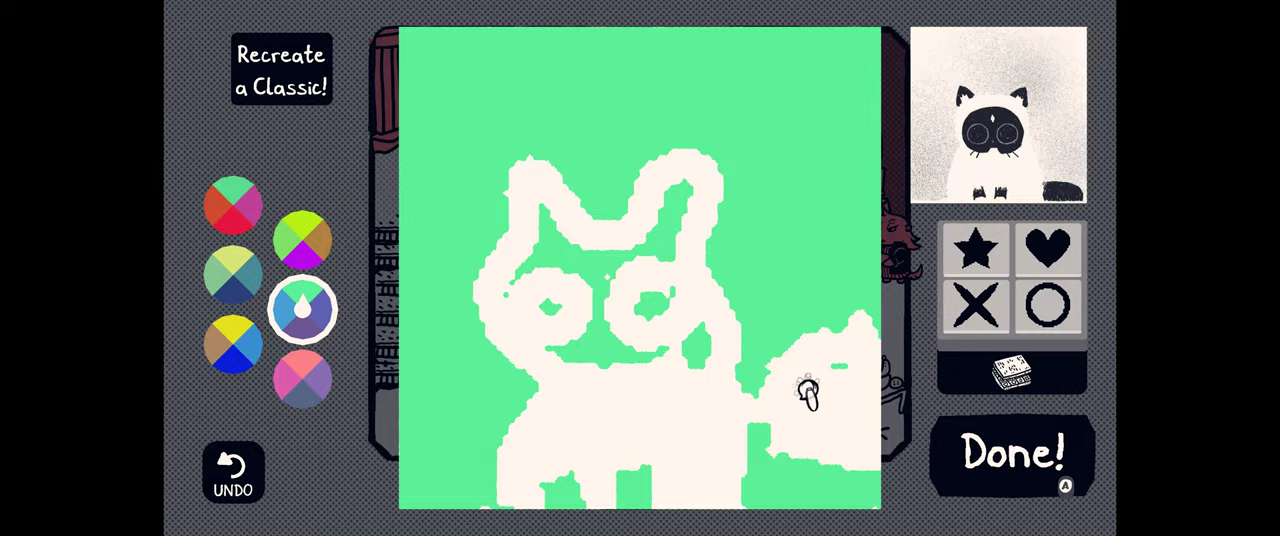 Recreate
a Classic!
UNDO
Done!
A